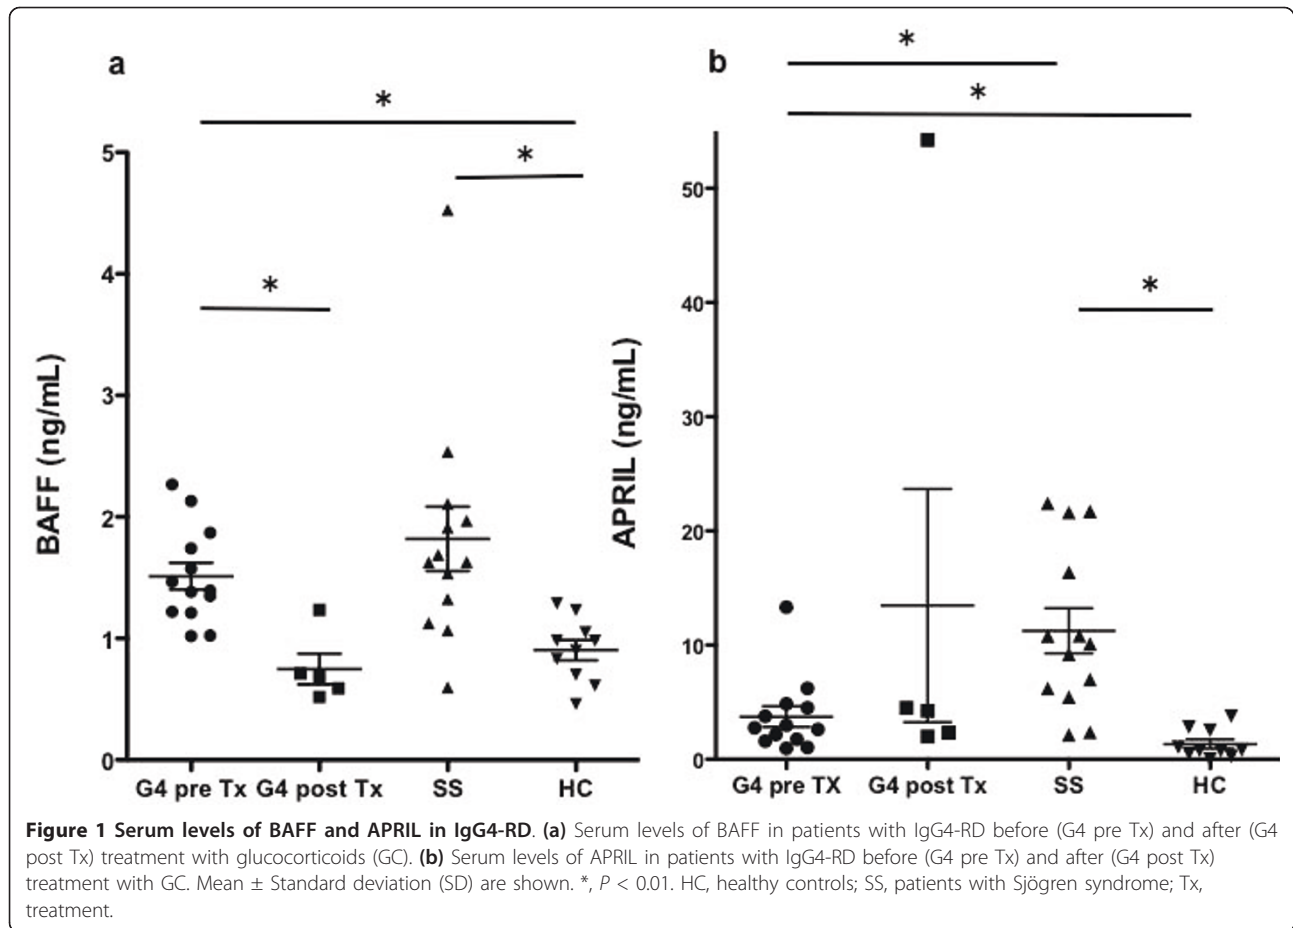 a
b
*
*
*
*
*
*
5
4
3
2
1
0
BAFF (ng/mL)
G4 pre Tx G4 post Tx SS HC
50
40
30
20
10
0
APRIL (ng/mL)
G4 pre TX G4 post Tx SS HC
Figure 1 Serum levels of BAFF and APRIL in IgG4-RD. (a) Serum levels of BAFF in patients with IgG4-RD before (G4 pre Tx) and after (G4
post Tx) treatment with glucocorticoids (GC). (b) Serum levels of APRIL in patients with IgG4-RD before (G4 pre Tx) and after (G4 post Tx)
treatment with GC. Mean ± Standard deviation (SD) are shown. *, P < 0.01. HC, healthy controls; SS, patients with Sjögren syndrome; Tx,
treatment.